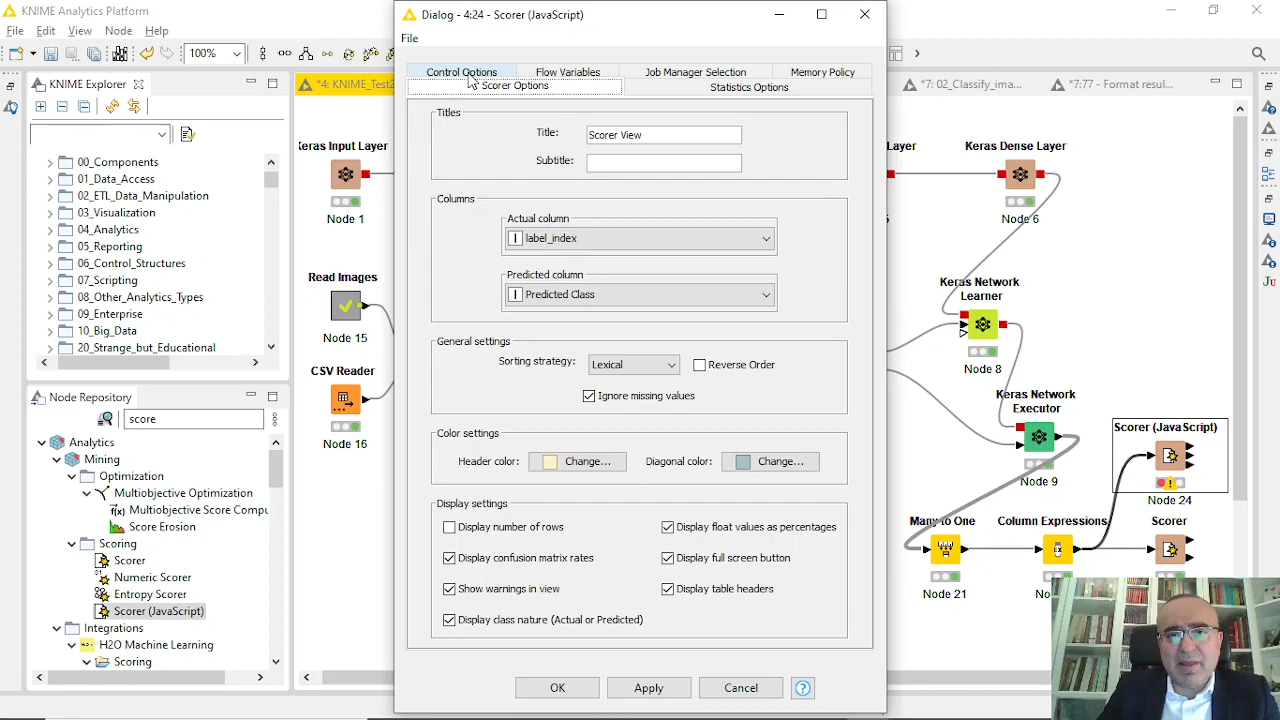 KNIME Analytics Platform
File Edit View Node Help
100%
KNIME Explorer
00_Components
01_Data_Access
02_ETL_Data_Manipulation
03_Visualization
04_Analytics
05_Reporting
06_Control_Structures
07_Scripting
08_Other_Analytics_Types
09_Enterprise
10_Big_Data
20_Strange_but_Educational
Node Repository
score
Analytics
Mining
Optimization
Multiobjective Optimization
Multiobjective Score Compu
Score Erosion
Scoring
Scorer
Numeric Scorer
Entropy Scorer
Scorer (JavaScript)
Integrations
H2O Machine Learning
Scoring
*4: KNIME_Test2
Keras Input Layer
Node 1
Read Images
Node 15
CSV Reader
Node 16
Dialog - 4:24 - Scorer (JavaScript)
File
Control Options Flow Variables Job Manager Selection Memory Policy
Scorer Options Statistics Options
Titles
Title: Scorer View
Subtitle:
Columns
Actual column
label_index
Predicted column
Predicted Class
General settings
Sorting strategy: Lexical Reverse Order
Ignore missing values
Color settings
Header color: Change... Diagonal color: Change...
Display settings
Display number of rows Display float values as percentages
Display confusion matrix rates Display full screen button
Show warnings in view Display table headers
Display class nature (Actual or Predicted)
OK Apply Cancel
*7: 02_Classify_ima... *7:77 - Format resul...
Layer
Keras Dense Layer
Node 6
Keras Network
Learner
Node 8
Keras Network
Executor
Node 9
Scorer (JavaScript)
Node 24
Many to One
Node 21
Column Expressions
No
Scorer